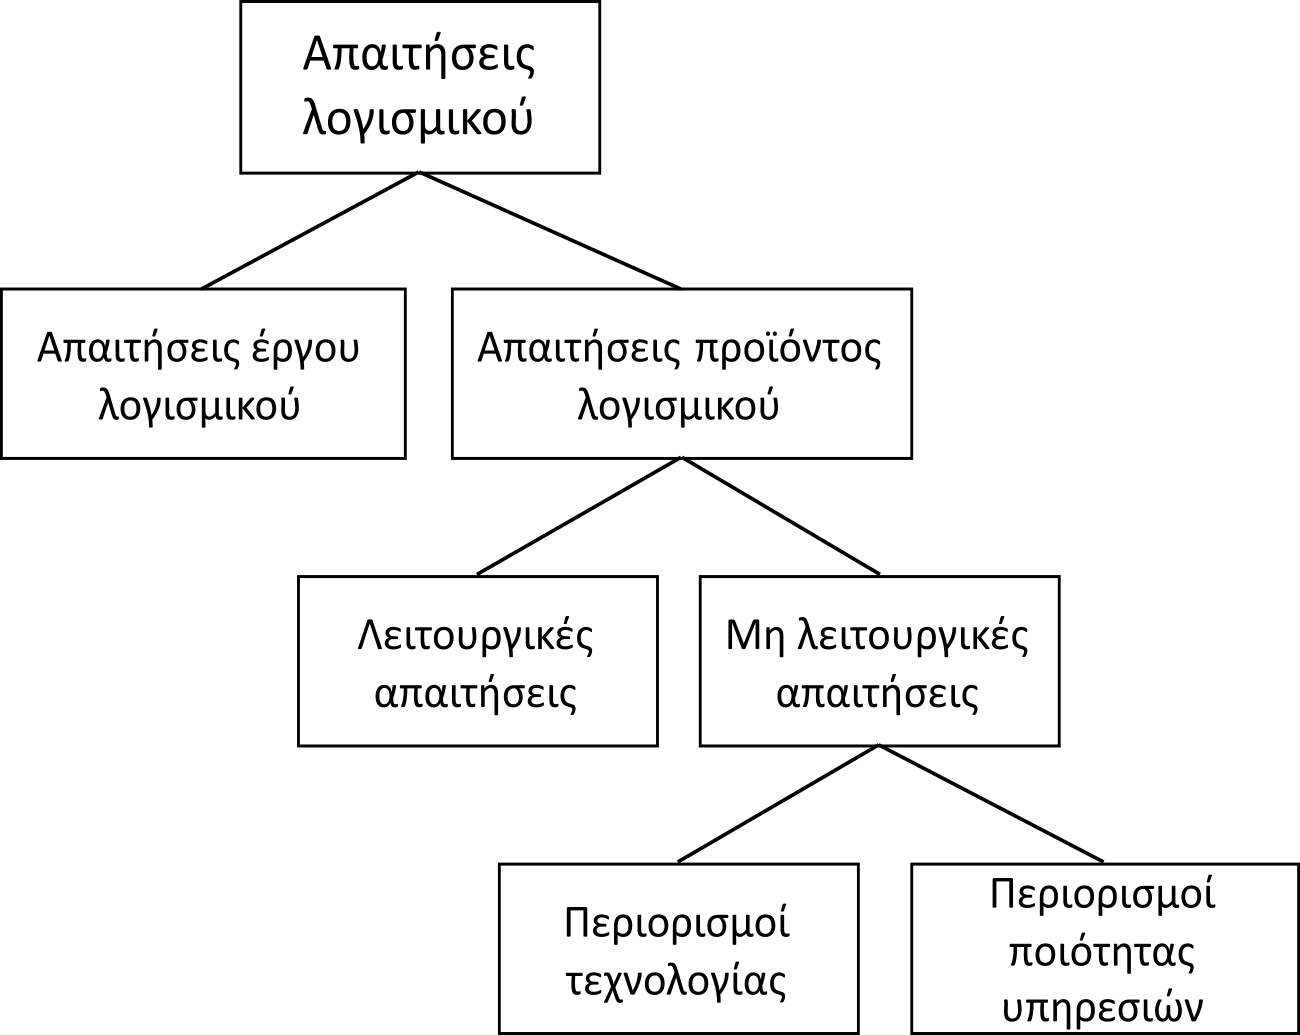 Απαιτήσεις
λογισμικού
Απαιτήσεις έργου
λογισμικού
Απαιτήσεις προϊόντος
λογισμικού
Λειτουργικές
απαιτήσεις
Μη λειτουργικές
απαιτήσεις
Περιορισμοί
τεχνολογίας
Περιορισμοί
ποιότητας
υπηρεσιών